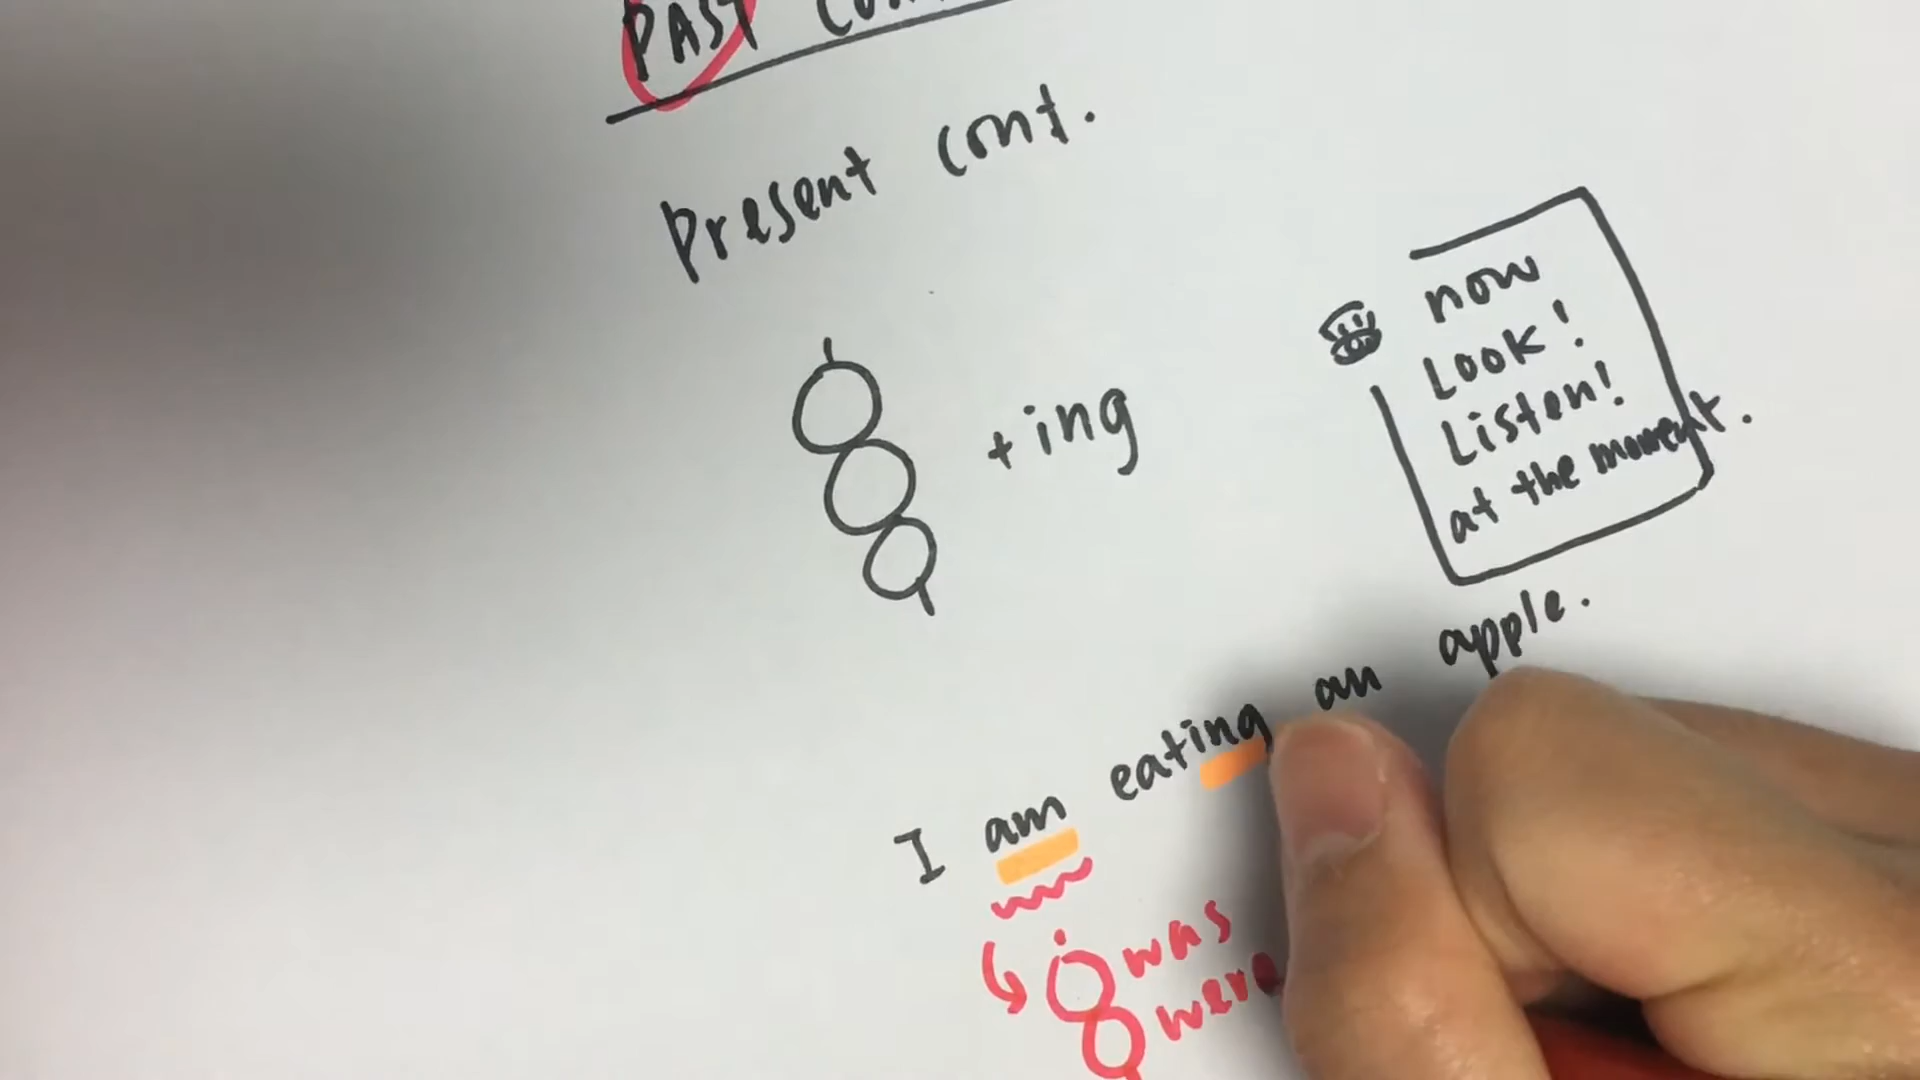 PAST
Present cont.
+ing
now
Look!
Listen!
at the moment.
I am eating an apple.
was
were